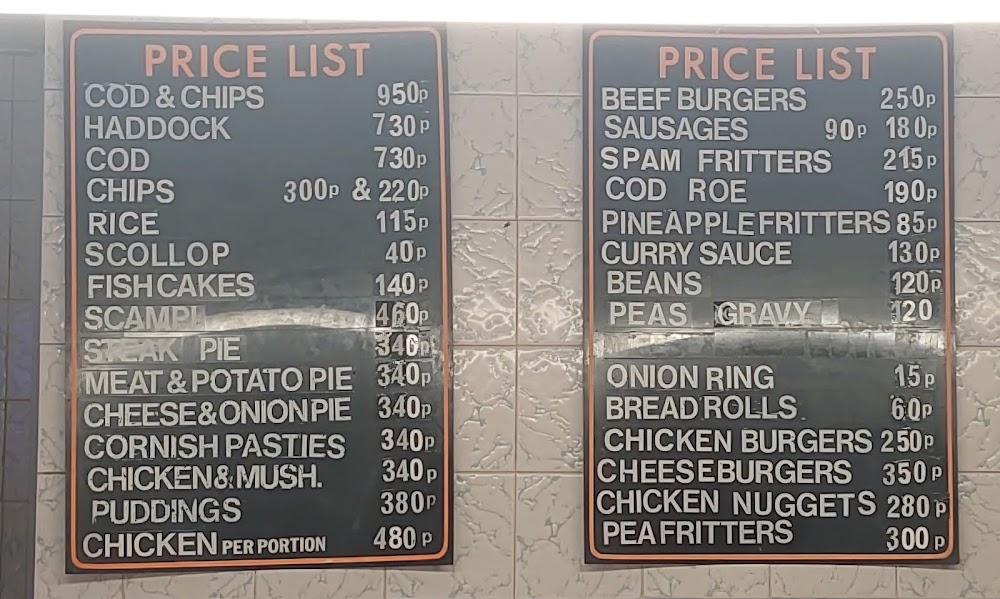 PRICE LIST
COD & CHIPS 950p
HADDOCK 730p
COD 730p
CHIPS 300p & 220p
RICE 115p
SCOLLOP 40p
FISHCAKES 140p
SCAMPI 460p
STEAK PIE 340p
MEAT & POTATO PIE 340p
CHEESE & ONION PIE 340p
CORNISH PASTIES 340p
CHICKEN & MUSH. 340p
PUDDINGS 380p
CHICKEN PER PORTION 480p
PRICE LIST
BEEF BURGERS 250p
SAUSAGES 90p 180p
SPAM FRITTERS 215p
COD ROE 190p
PINEAPPLE FRITTERS 85p
CURRY SAUCE 130p
BEANS 120p
PEAS GRAVY 120
ONION RING 15p
BREAD ROLLS 60p
CHICKEN BURGERS 250p
CHEESEBURGERS 350p
CHICKEN NUGGETS 280p
PEA FRITTERS 300p